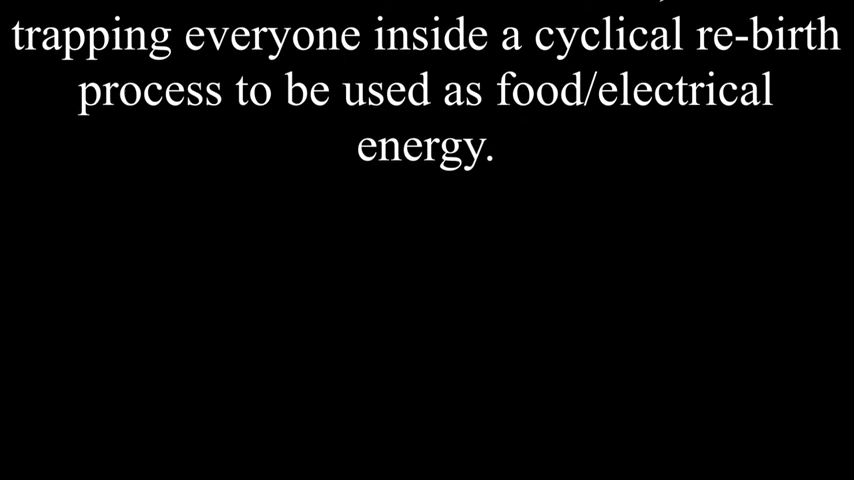 trapping everyone inside a cyclical re-birth
process to be used as food/electrical
energy.